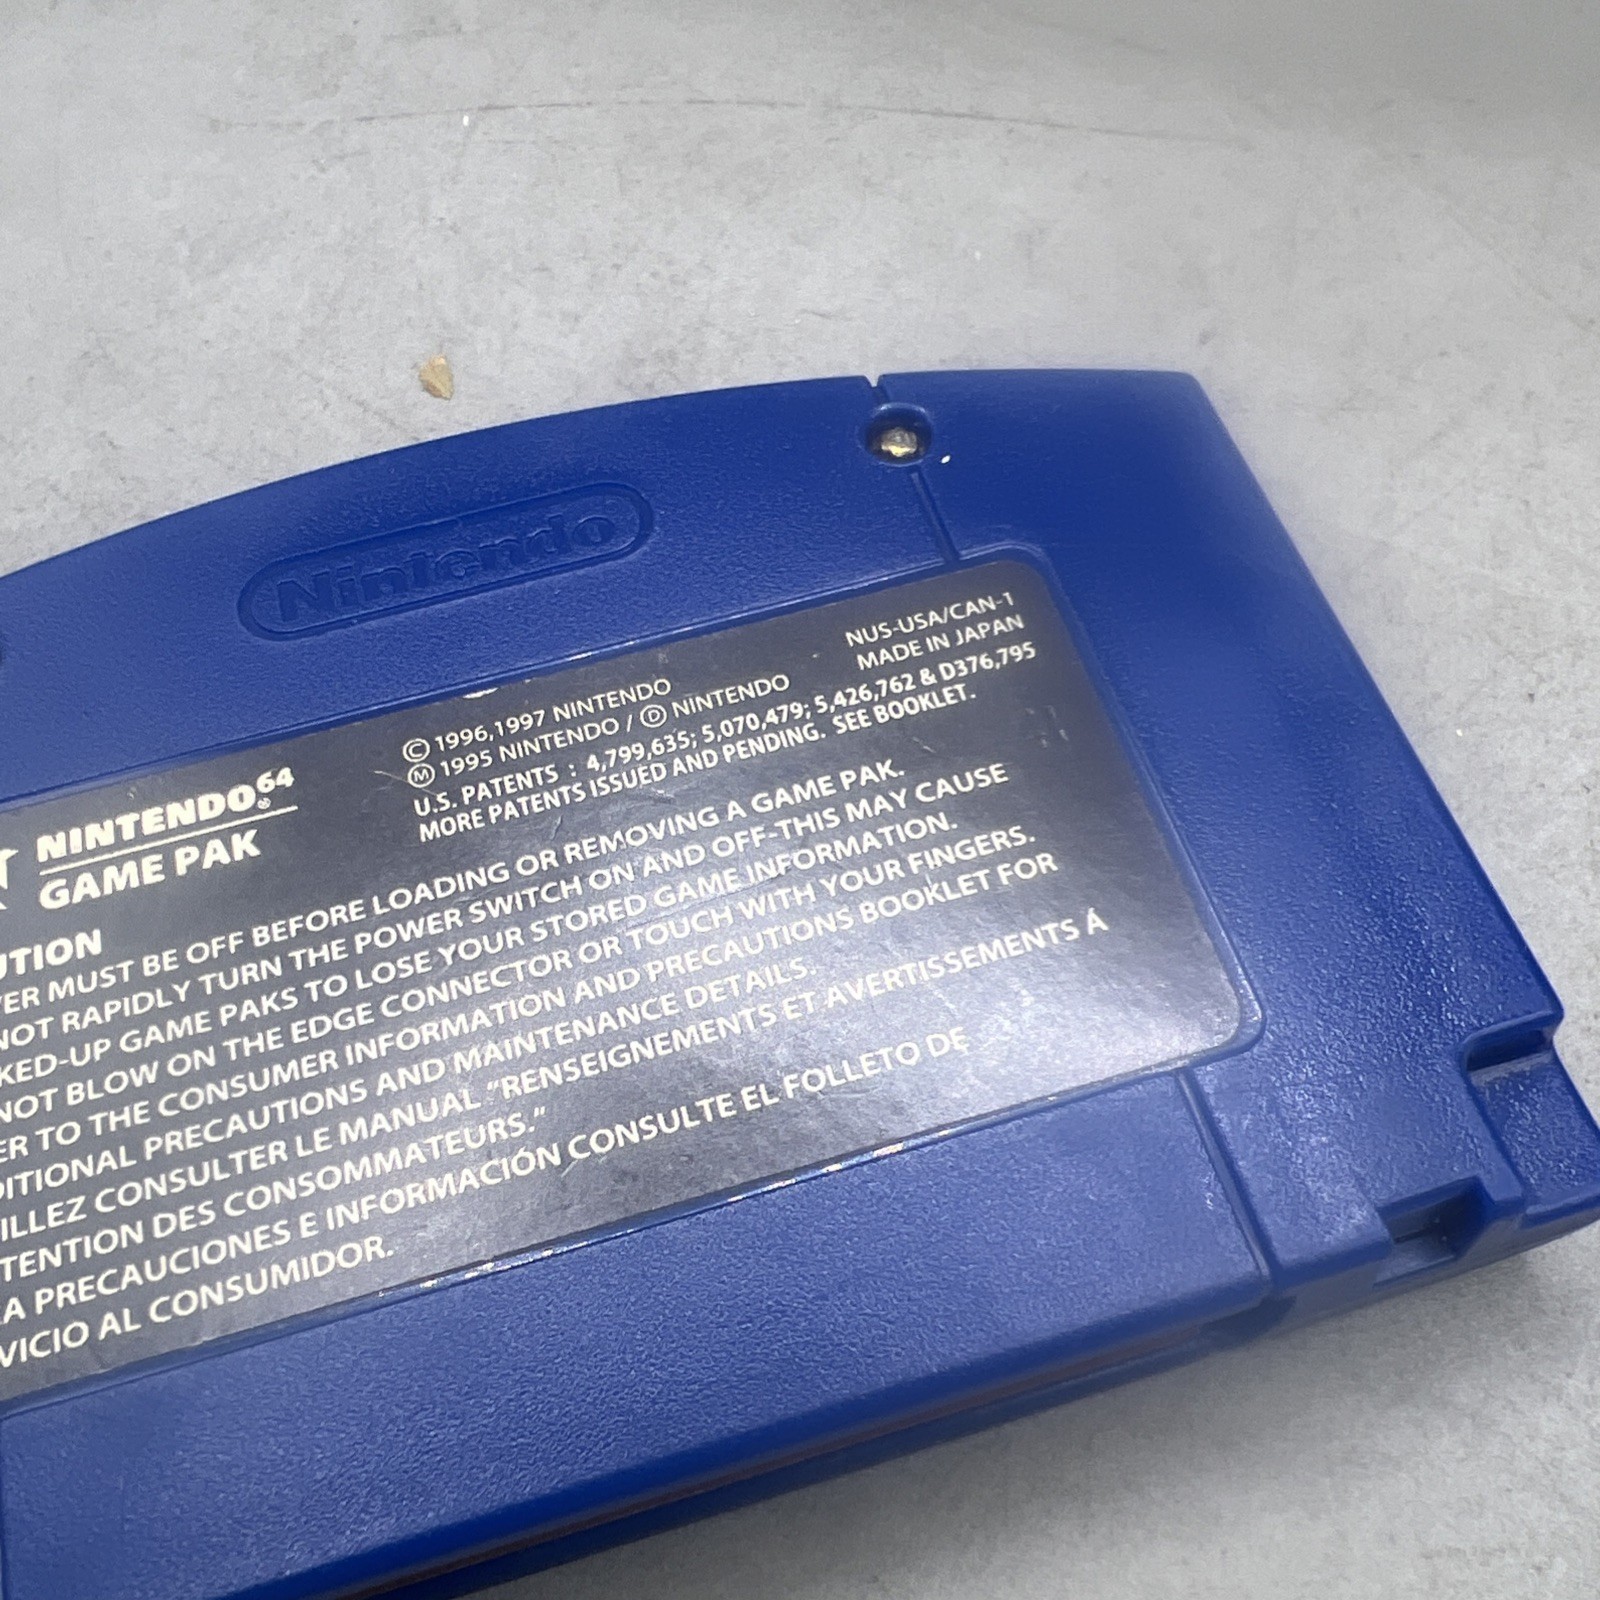 Nintendo
NUS-USA/CAN-1
MADE IN JAPAN
© 1996,1997 NINTENDO
Ⓜ 1995 NINTENDO / Ⓓ NINTENDO
U.S. PATENTS : 4,799,635; 5,070,479; 5,426,762 & D376,795
MORE PATENTS ISSUED AND PENDING. SEE BOOKLET.
NINTENDO64®
GAME PAK
UTION
ER MUST BE OFF BEFORE LOADING OR REMOVING A GAME PAK.
NOT RAPIDLY TURN THE POWER SWITCH ON AND OFF-THIS MAY CAUSE
KED-UP GAME PAKS TO LOSE YOUR STORED GAME INFORMATION.
NOT BLOW ON THE EDGE CONNECTOR OR TOUCH WITH YOUR FINGERS.
ER TO THE CONSUMER INFORMATION AND PRECAUTIONS BOOKLET FOR
DITIONAL PRECAUTIONS AND MAINTENANCE DETAILS.
ILLEZ CONSULTER LE MANUAL "RENSEIGNEMENTS ET AVERTISSEMENTS Á
TENTION DES CONSOMMATEURS."
A PRECAUCIONES E INFORMACIÓN CONSULTE EL FOLLETO DE
VICIO AL CONSUMIDOR.